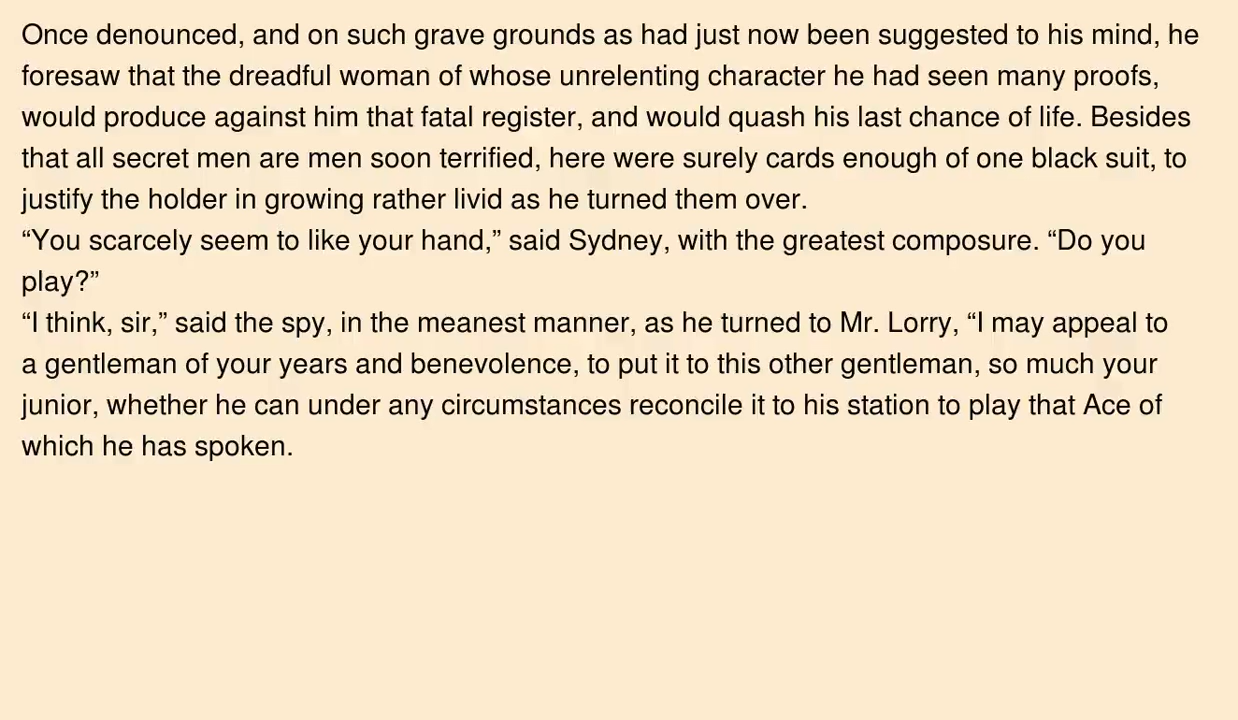 Once denounced, and on such grave grounds as had just now been suggested to his mind, he
foresaw that the dreadful woman of whose unrelenting character he had seen many proofs,
would produce against him that fatal register, and would quash his last chance of life. Besides
that all secret men are men soon terrified, here were surely cards enough of one black suit, to
justify the holder in growing rather livid as he turned them over.
“You scarcely seem to like your hand,” said Sydney, with the greatest composure. “Do you
play?”
“I think, sir,” said the spy, in the meanest manner, as he turned to Mr. Lorry, “I may appeal to
a gentleman of your years and benevolence, to put it to this other gentleman, so much your
junior, whether he can under any circumstances reconcile it to his station to play that Ace of
which he has spoken.